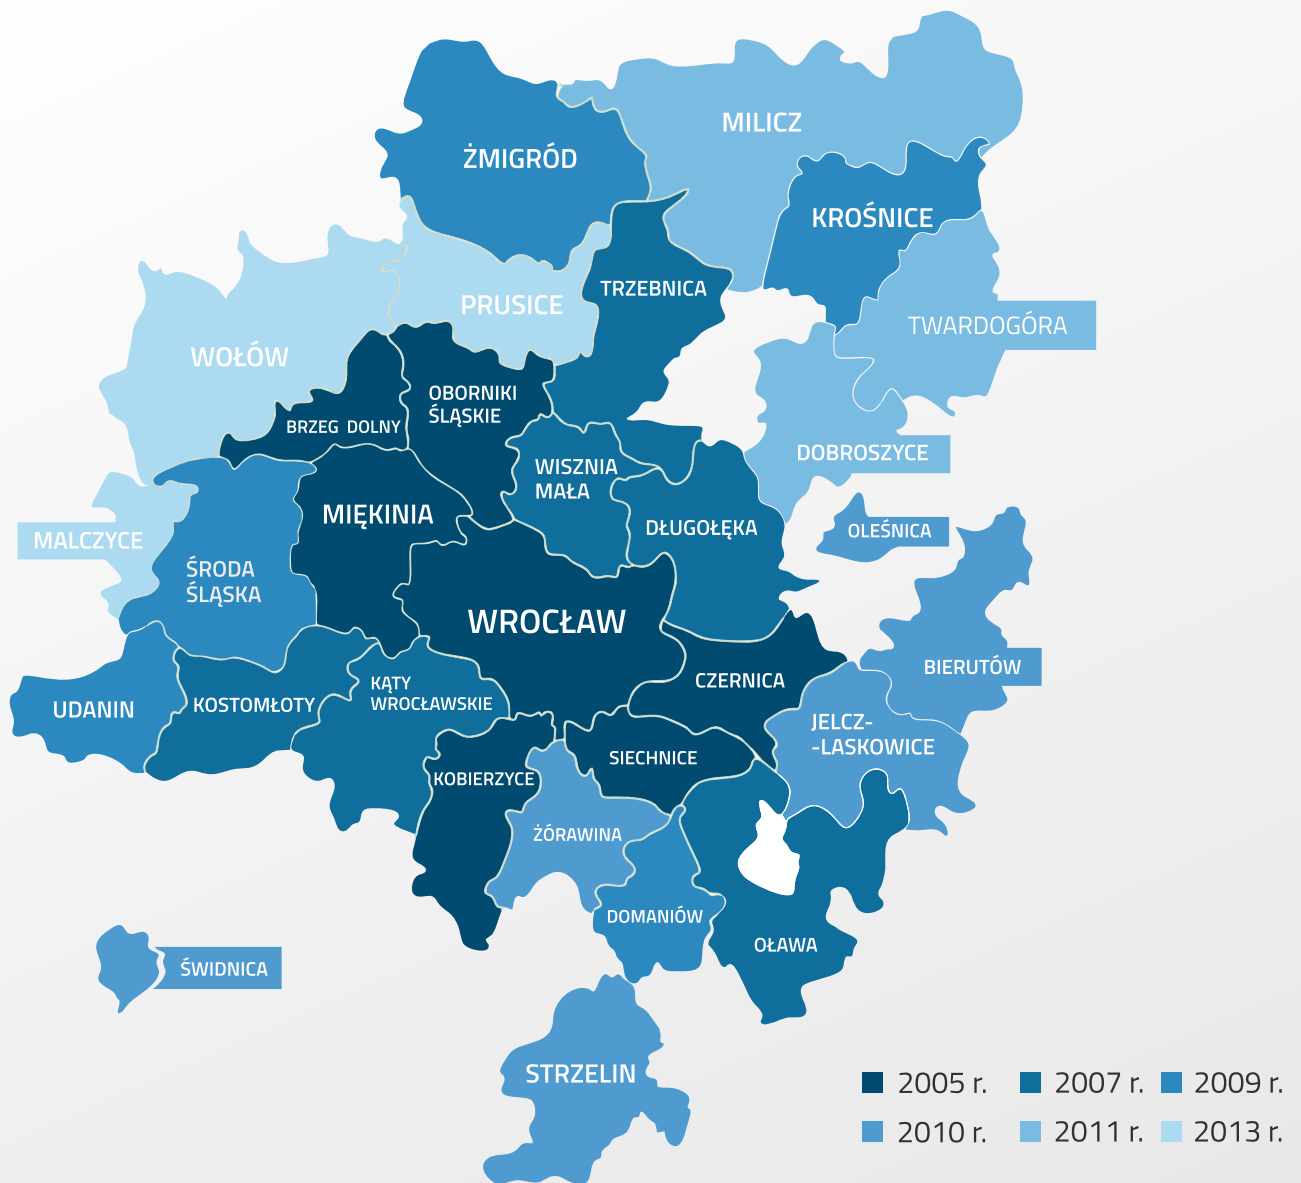 MILICZ
ŻMIGRÓD
KROŚNICE
TRZEBNICA
PRUSICE
TWARDOGÓRA
WOŁÓW
OBORNIKI
ŚLĄSKIE
BRZEG DOLNY
DOBROSZYCE
WISZNIA
MAŁA
MIĘKINIA
DŁUGOŁĘKA
OLEŚNICA
MALCZYCE
ŚRODA
ŚLĄSKA
WROCŁAW
BIERUTÓW
CZERNICA
KĄTY
WROCŁAWSKIE
KOSTOMŁOTY
UDANIN
JELCZ-
-LASKOWICE
SIECHNICE
KOBIERZYCE
ŻÓRAWINA
DOMANIÓW
OŁAWA
ŚWIDNICA
STRZELIN
2005 r. 2007 r. 2009 r.
2010 r. 2011 r. 2013 r.